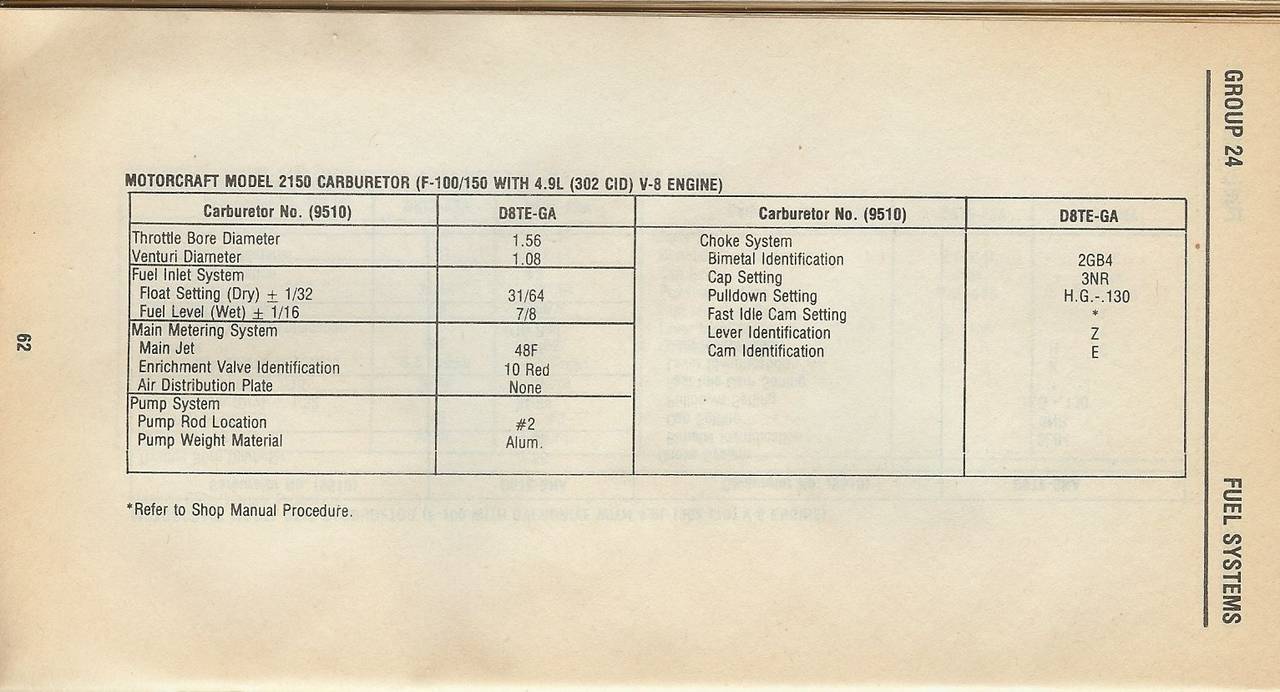 GROUP 24
FUEL SYSTEMS
MOTORCRAFT MODEL 2150 CARBURETOR (F-100/150 WITH 4.9L (302 CID) V-8 ENGINE)
Carburetor No. (9510) D8TE-GA Carburetor No. (9510) D8TE-GA
Throttle Bore Diameter 1.56
Venturi Diameter 1.08
Fuel Inlet System
Float Setting (Dry) ± 1/32 31/64
Fuel Level (Wet) ± 1/16 7/8
Main Metering System
Main Jet 48F
Enrichment Valve Identification 10 Red
Air Distribution Plate None
Pump System
Pump Rod Location #2
Pump Weight Material Alum.
Choke System
Bimetal Identification 2GB4
Cap Setting 3NR
Pulldown Setting H.G.-.130
Fast Idle Cam Setting *
Lever Identification Z
Cam Identification E
*Refer to Shop Manual Procedure.
62